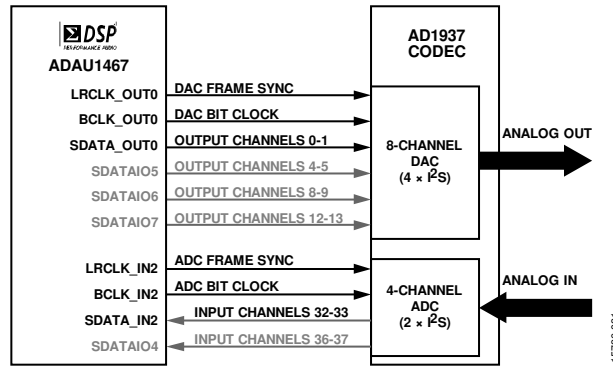 ΣDSP
PERFORMANCE AUDIO
ADAU1467
LRCLK_OUT0
BCLK_OUT0
SDATA_OUT0
SDATAIO5
SDATAIO6
SDATAIO7
LRCLK_IN2
BCLK_IN2
SDATA_IN2
SDATAIO4
DAC FRAME SYNC
DAC BIT CLOCK
OUTPUT CHANNELS 0-1
OUTPUT CHANNELS 4-5
OUTPUT CHANNELS 8-9
OUTPUT CHANNELS 12-13
ADC FRAME SYNC
ADC BIT CLOCK
INPUT CHANNELS 32-33
INPUT CHANNELS 36-37
AD1937
CODEC
8-CHANNEL
DAC
(4 × I²S)
4-CHANNEL
ADC
(2 × I²S)
ANALOG OUT
ANALOG IN